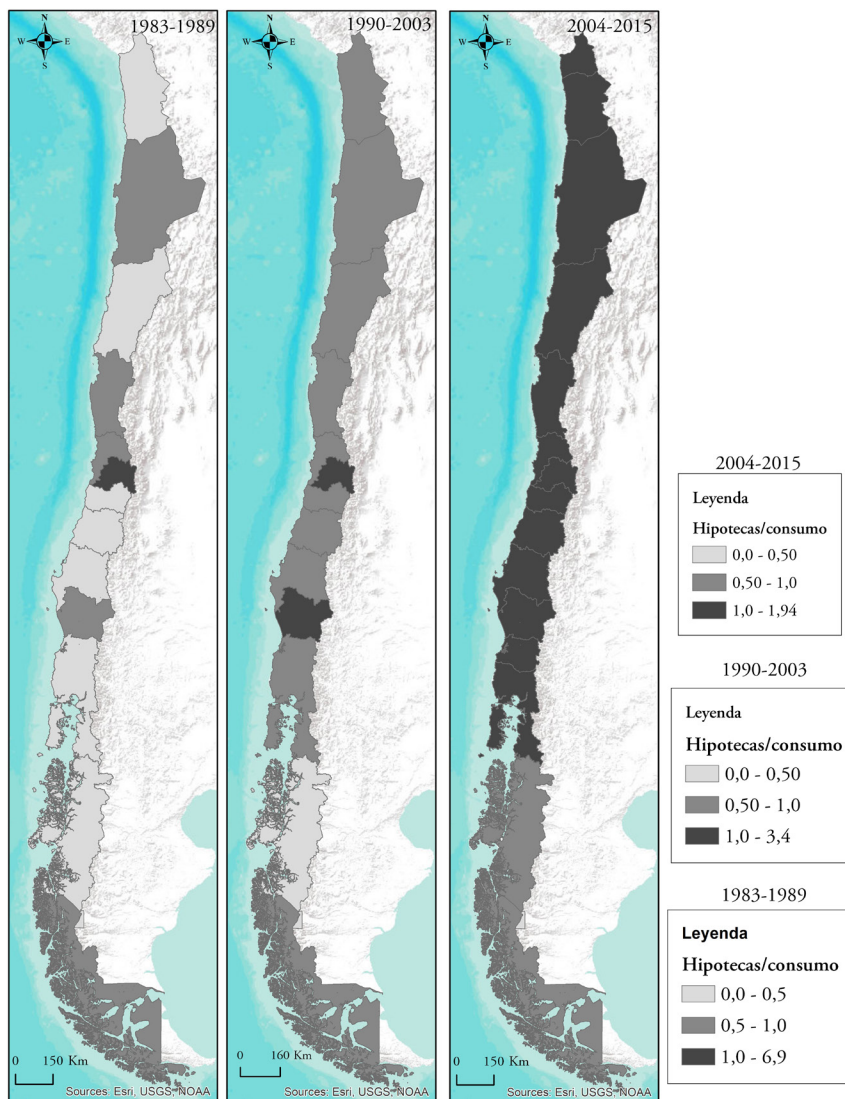 1983-1989
N
W
E
S
0
150 Km
Sources: Esri, USGS, NOAA
1990-2003
N
W
E
S
0
160 Km
Sources: Esri, USGS, NOAA
2004-2015
N
W
E
S
0
150 Km
Sources: Esri, USGS, NOAA
2004-2015
Leyenda
Hipotecas/consumo
0,0 - 0,50
0,50 - 1,0
1,0 - 1,94
1990-2003
Leyenda
Hipotecas/consumo
0,0 - 0,50
0,50 - 1,0
1,0 - 3,4
1983-1989
Leyenda
Hipotecas/consumo
0,0 - 0,5
0,5 - 1,0
1,0 - 6,9